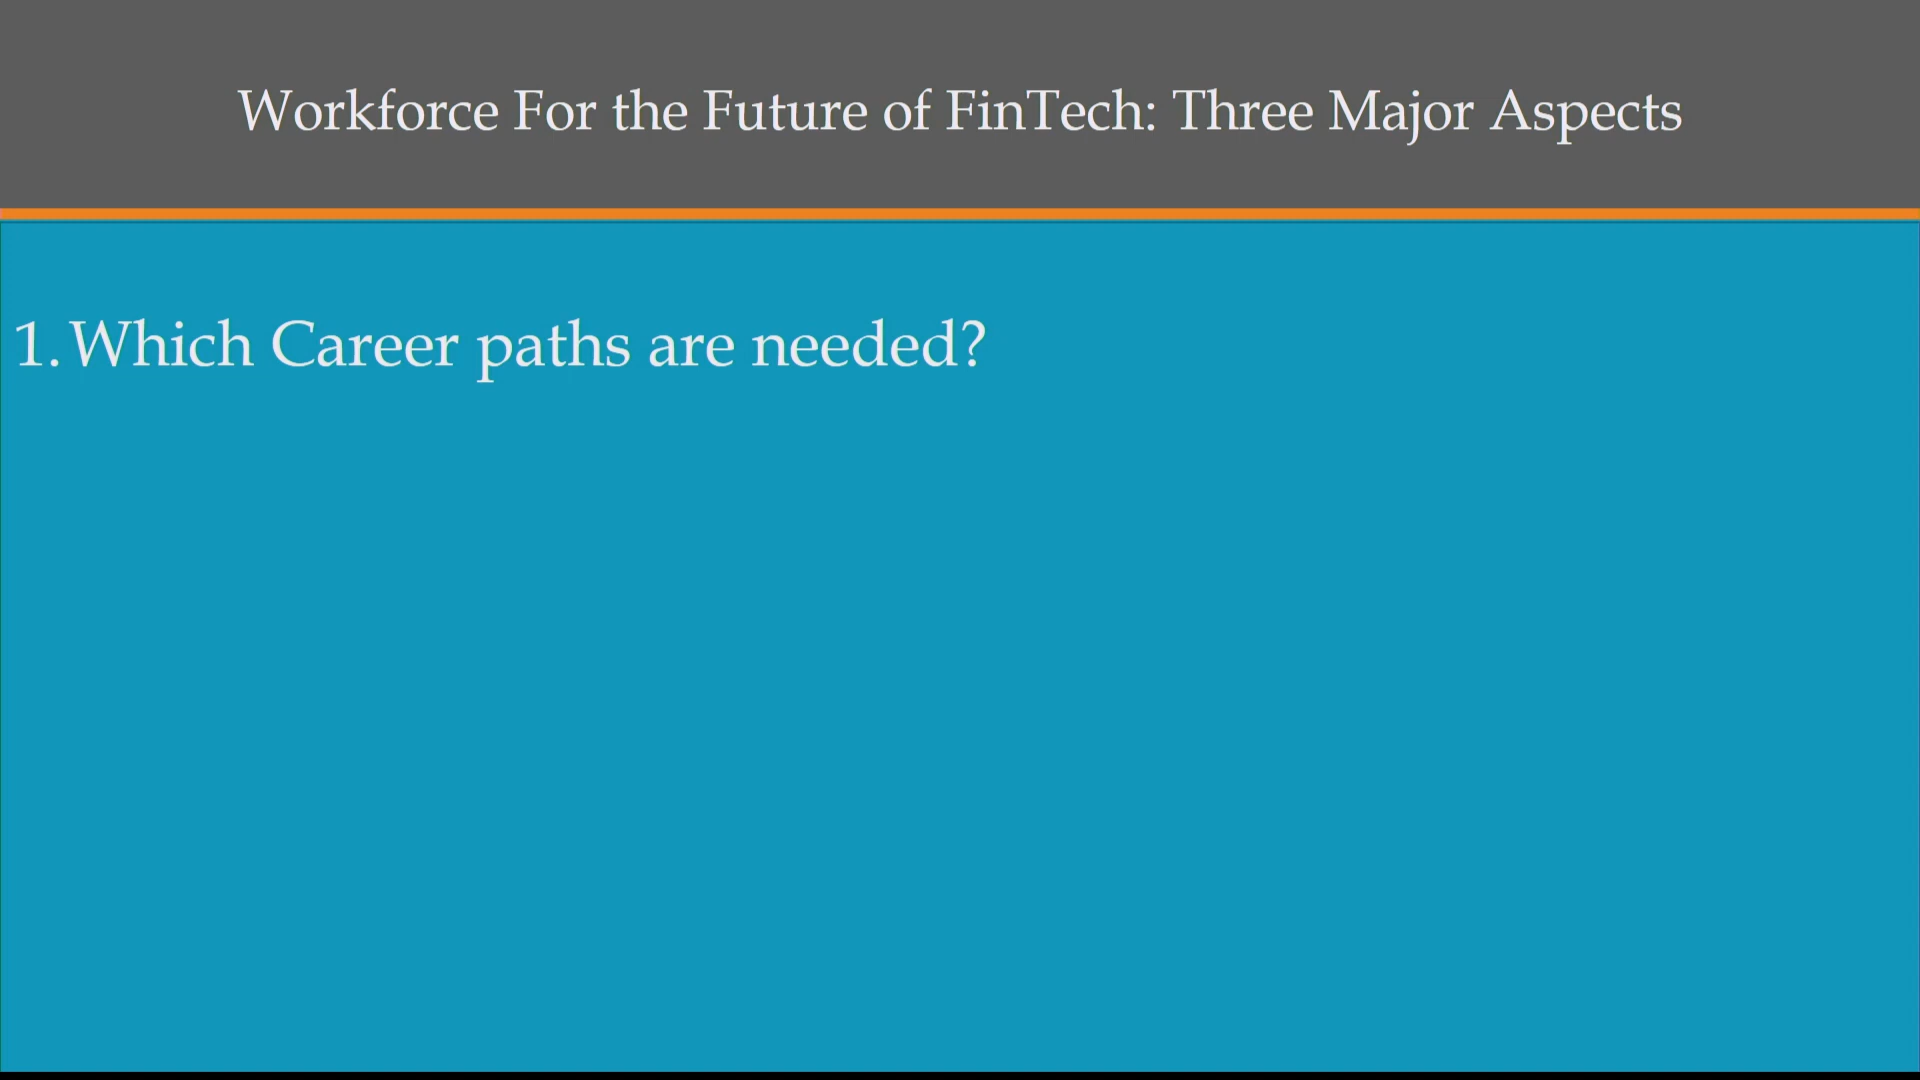 Workforce For the Future of FinTech: Three Major Aspects
1. Which Career paths are needed?